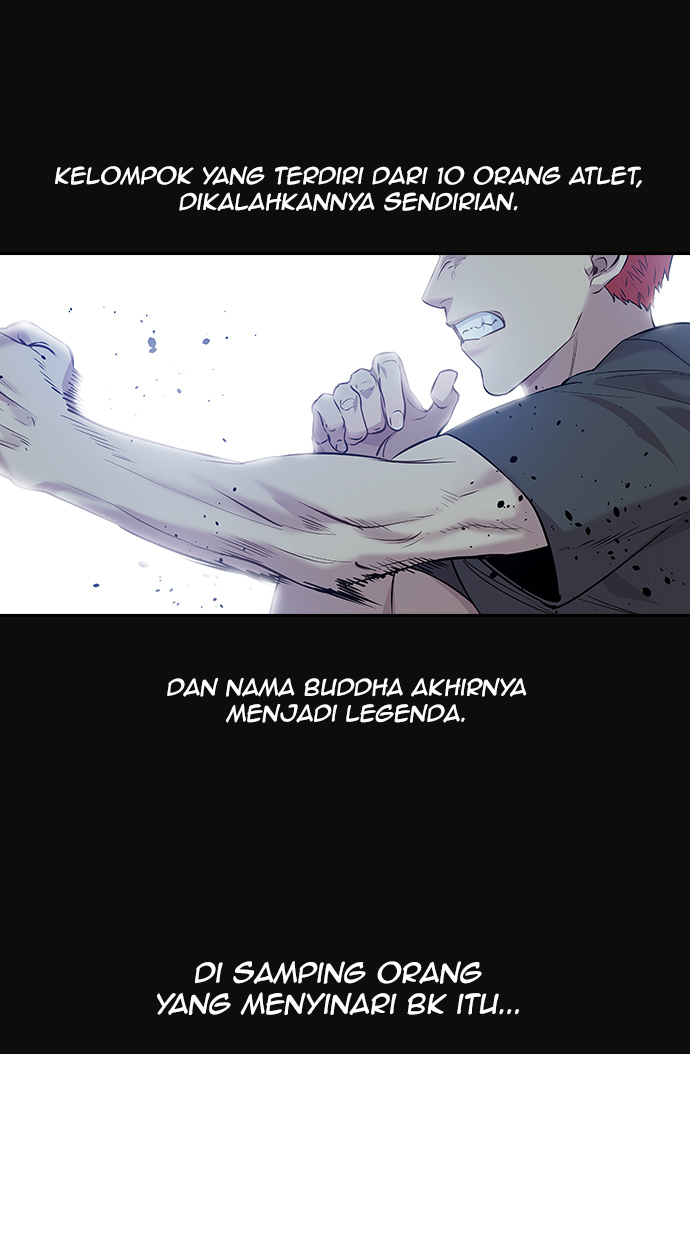 KELOMPOK YANG TERDIRI DARI 10 ORANG ATLET,
DIKALAHKANNYA SENDIRIAN.
DAN NAMA BUDDHA AKHIRNYA
MENJADI LEGENDA.
DI SAMPING ORANG
YANG MENYINARI BK ITU...